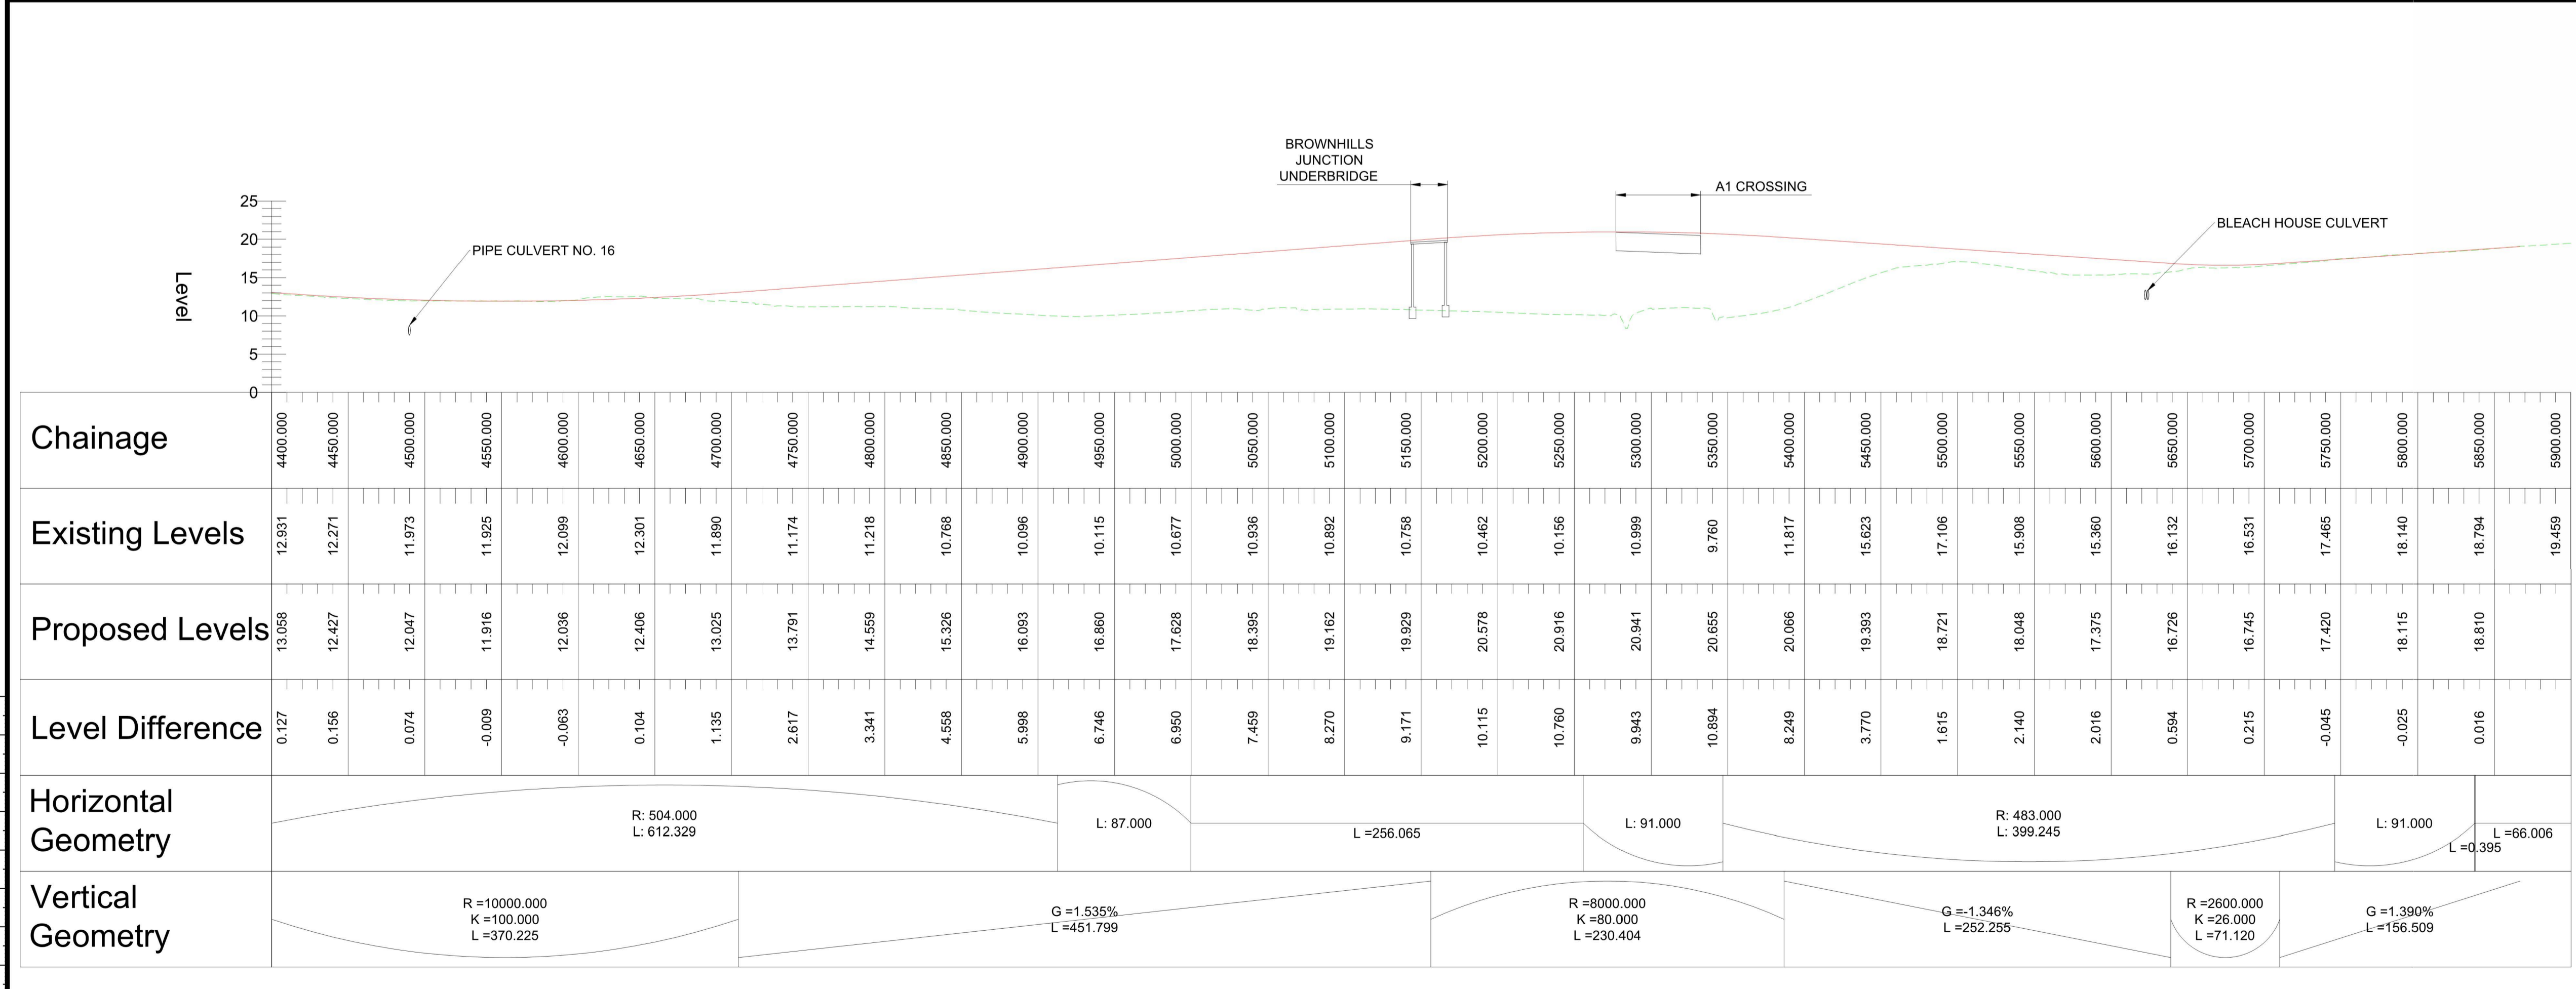 BROWNHILLS
JUNCTION
UNDERBRIDGE
A1 CROSSING
PIPE CULVERT NO. 16
BLEACH HOUSE CULVERT
Level
25
20
15
10
5
0
Chainage
4400.000 4450.000 4500.000 4550.000 4600.000 4650.000 4700.000 4750.000 4800.000 4850.000 4900.000 4950.000 5000.000 5050.000 5100.000 5150.000 5200.000 5250.000 5300.000 5350.000 5400.000 5450.000 5500.000 5550.000 5600.000 5650.000 5700.000 5750.000 5800.000 5850.000 5900.000
Existing Levels
12.931 12.271 11.973 11.925 12.099 12.301 11.890 11.174 11.218 10.768 10.096 10.115 10.677 10.936 10.892 10.758 10.462 10.156 10.999 9.760 11.817 15.623 17.106 15.908 15.360 16.132 16.531 17.465 18.140 18.794 19.459
Proposed Levels
13.058 12.427 12.047 11.916 12.036 12.406 13.025 13.791 14.559 15.326 16.093 16.860 17.628 18.395 19.162 19.929 20.578 20.916 20.941 20.655 20.066 19.393 18.721 18.048 17.375 16.726 16.745 17.420 18.115 18.810
Level Difference
0.127 0.156 0.074 -0.009 -0.063 0.104 1.135 2.617 3.341 4.558 5.998 6.746 6.950 7.459 8.270 9.171 10.115 10.760 9.943 10.894 8.249 3.770 1.615 2.140 2.016 0.594 0.215 -0.045 -0.025 0.016
Horizontal
Geometry
R: 504.000
L: 612.329
L: 87.000
L =256.065
L: 91.000
R: 483.000
L: 399.245
L: 91.000
L =0.395
L =66.006
Vertical
Geometry
R =10000.000
K =100.000
L =370.225
G =1.535%
L =451.799
R =8000.000
K =80.000
L =230.404
G =-1.346%
L =252.255
R =2600.000
K =26.000
L =71.120
G =1.390%
L =156.509